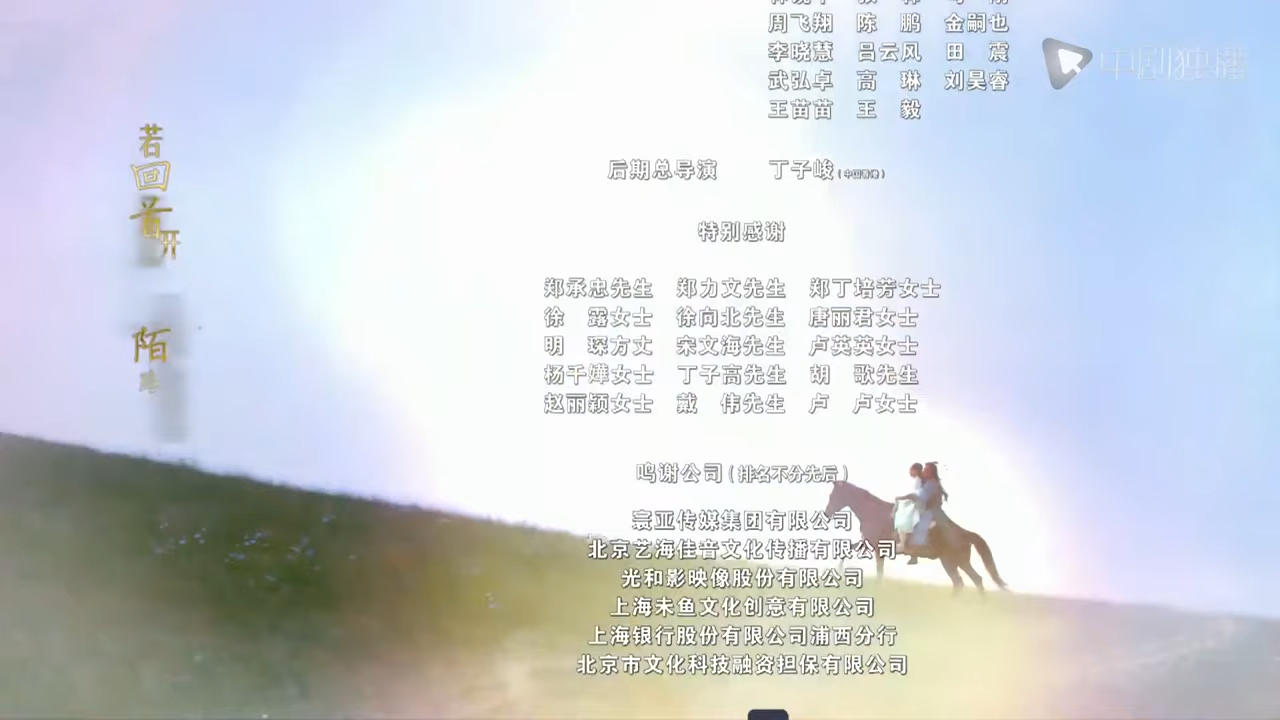 周飞翔 陈 鹏 金嗣也
李晓慧 吕云风 田 震
武弘卓 高 琳 刘昊睿
王苗苗 王 毅
后期总导演 丁子峻(中国香港)
特别感谢
郑承忠先生 郑力文先生 郑丁培芳女士
徐 露女士 徐向北先生 唐丽君女士
明 琛方丈 宋文海先生 卢英英女士
杨千嬅女士 丁子高先生 胡 歌先生
赵丽颖女士 戴 伟先生 卢 卢女士
鸣谢公司(排名不分先后)
寰亚传媒集团有限公司
北京艺海佳音文化传播有限公司
光和影映像股份有限公司
上海未鱼文化创意有限公司
上海银行股份有限公司浦西分行
北京市文化科技融资担保有限公司
若回首开
陌
中剧独播